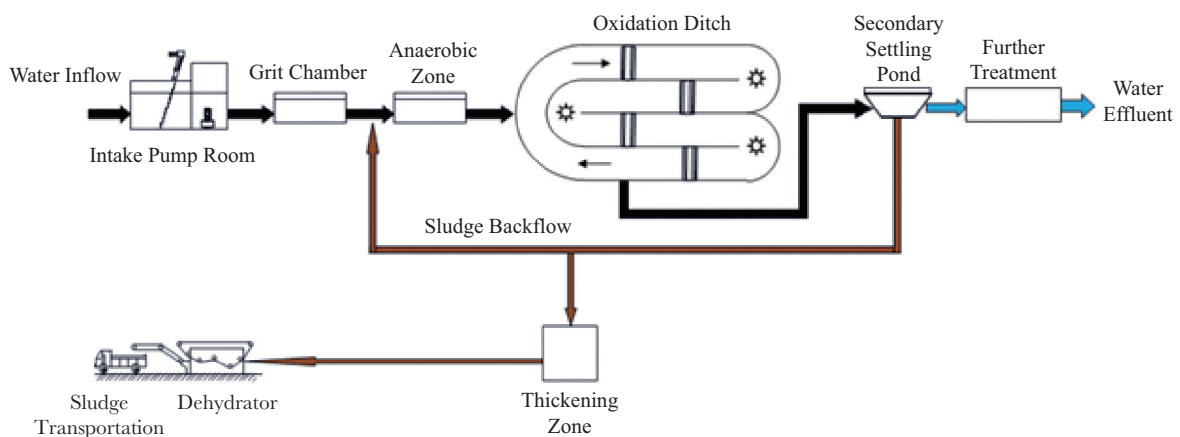 Water Inflow
Intake Pump Room
Grit Chamber
Anaerobic
Zone
Oxidation Ditch
Secondary
Settling
Pond
Further
Treatment
Water
Effluent
Sludge Backflow
Sludge
Transportation
Dehydrator
Thickening
Zone